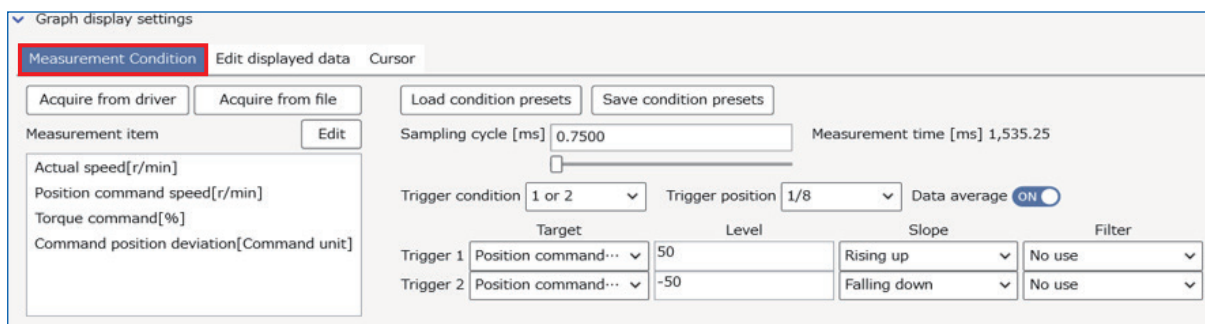 Graph display settings
Measurement Condition Edit displayed data Cursor
Acquire from driver Acquire from file Load condition presets Save condition presets
Measurement item Edit Sampling cycle [ms] 0.7500 Measurement time [ms] 1,535.25
Actual speed[r/min]
Position command speed[r/min]
Torque command[%]
Command position deviation[Command unit]
Trigger condition 1 or 2 Trigger position 1/8 Data average ON
Target Level Slope Filter
Trigger 1 Position command··· 50 Rising up No use
Trigger 2 Position command··· -50 Falling down No use